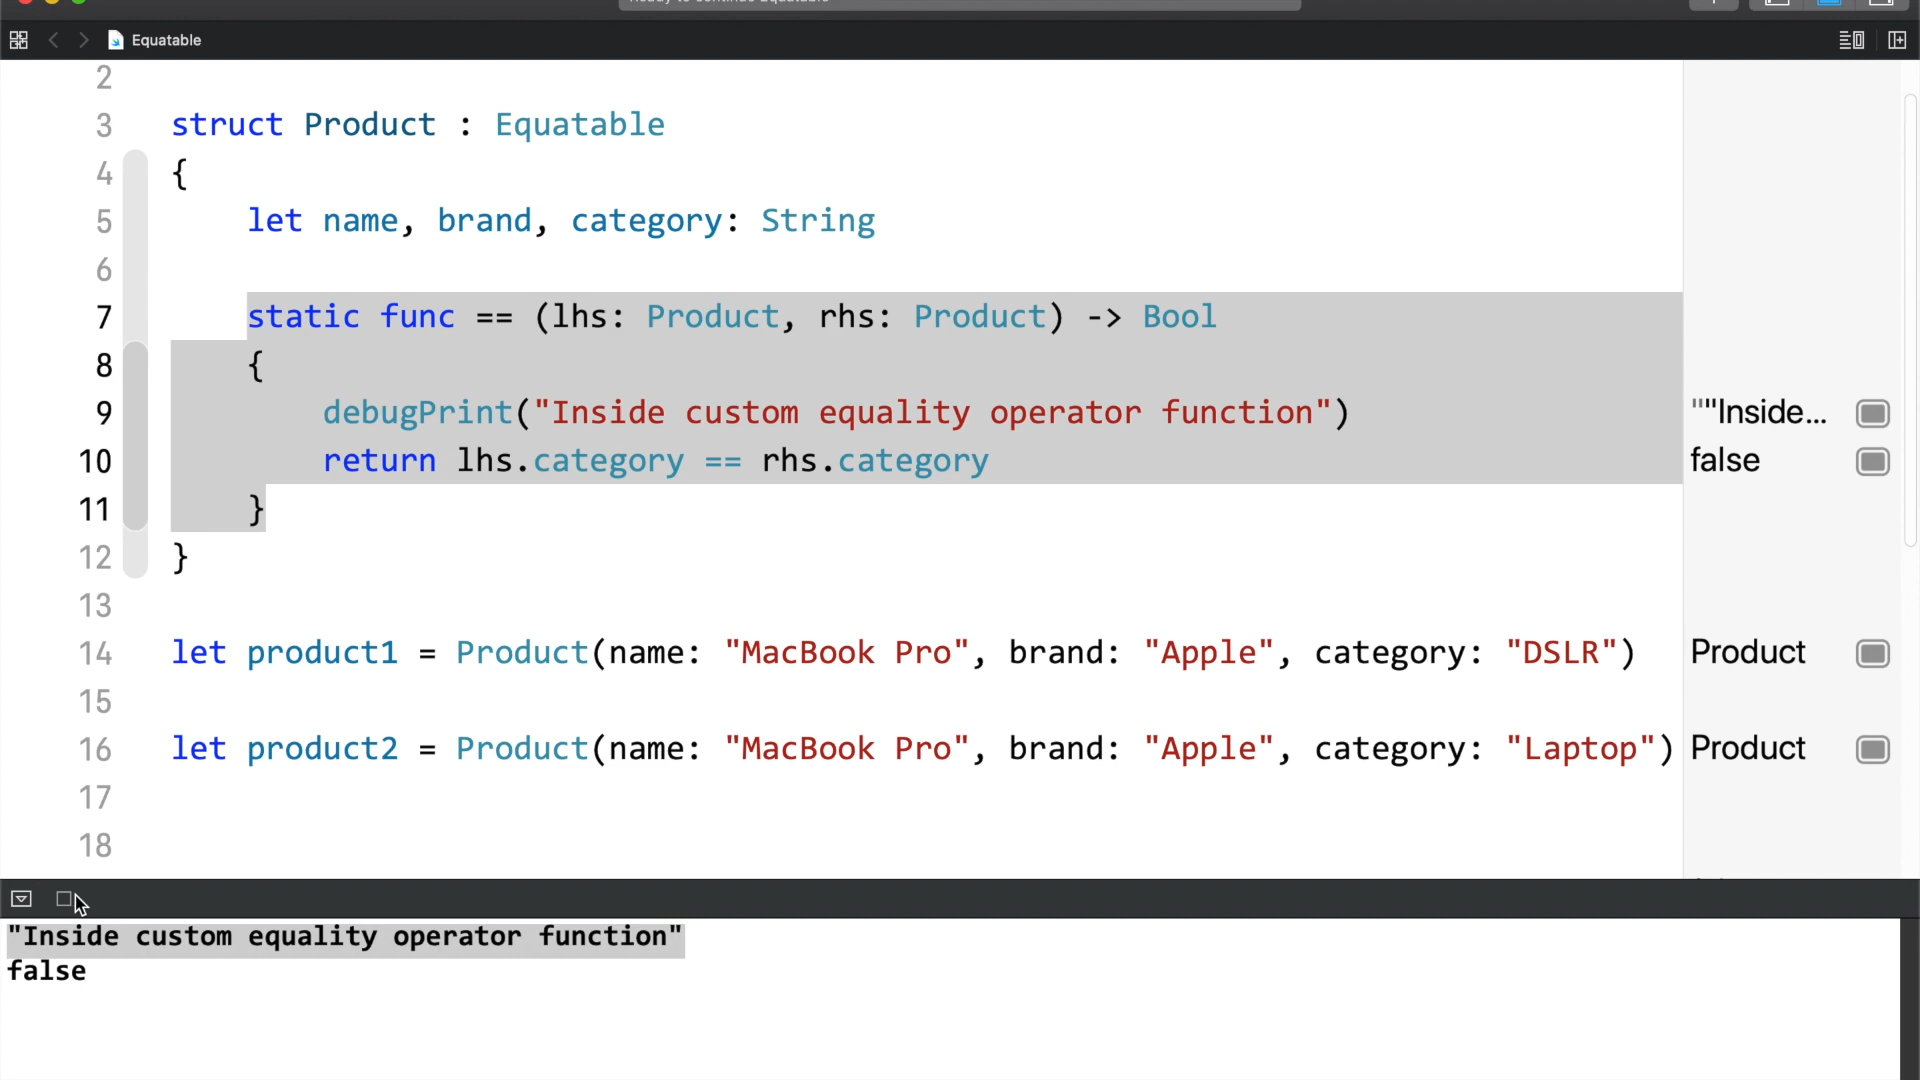 Equatable
2
3 struct Product : Equatable
4 {
5 let name, brand, category: String
6
7 static func == (lhs: Product, rhs: Product) -> Bool
8 {
9 debugPrint("Inside custom equality operator function") ""Inside...
10 return lhs.category == rhs.category false
11 }
12 }
13
14 let product1 = Product(name: "MacBook Pro", brand: "Apple", category: "DSLR") Product
15
16 let product2 = Product(name: "MacBook Pro", brand: "Apple", category: "Laptop") Product
17
18
"Inside custom equality operator function"
false